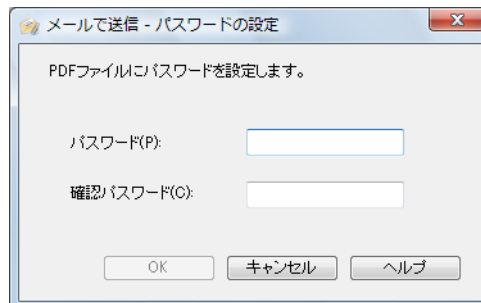 メールで送信 - パスワードの設定
PDFファイルにパスワードを設定します。
パスワード(P):
確認パスワード(C):
OK キャンセル ヘルプ